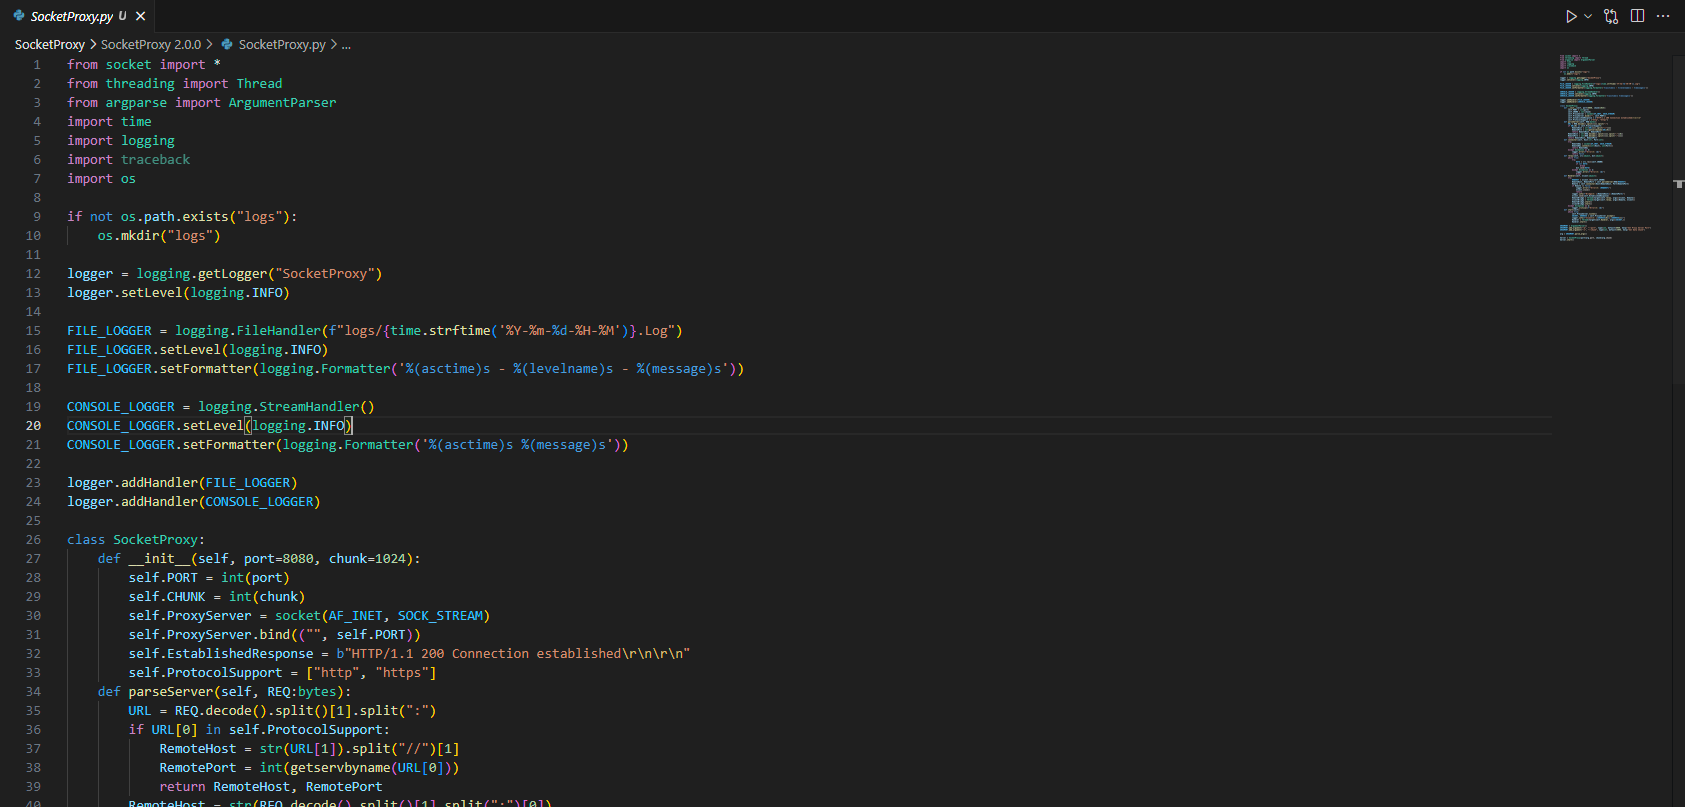 SocketProxy.py U
SocketProxy > SocketProxy 2.0.0 > SocketProxy.py > ...
1 from socket import *
2 from threading import Thread
3 from argparse import ArgumentParser
4 import time
5 import logging
6 import traceback
7 import os
8
9 if not os.path.exists("logs"):
10     os.mkdir("logs")
11
12 logger = logging.getLogger("SocketProxy")
13 logger.setLevel(logging.INFO)
14
15 FILE_LOGGER = logging.FileHandler(f"logs/{time.strftime('%Y-%m-%d-%H-%M')}.Log")
16 FILE_LOGGER.setLevel(logging.INFO)
17 FILE_LOGGER.setFormatter(logging.Formatter('%(asctime)s - %(levelname)s - %(message)s'))
18
19 CONSOLE_LOGGER = logging.StreamHandler()
20 CONSOLE_LOGGER.setLevel(logging.INFO)
21 CONSOLE_LOGGER.setFormatter(logging.Formatter('%(asctime)s %(message)s'))
22
23 logger.addHandler(FILE_LOGGER)
24 logger.addHandler(CONSOLE_LOGGER)
25
26 class SocketProxy:
27     def __init__(self, port=8080, chunk=1024):
28         self.PORT = int(port)
29         self.CHUNK = int(chunk)
30         self.ProxyServer = socket(AF_INET, SOCK_STREAM)
31         self.ProxyServer.bind(("", self.PORT))
32         self.EstablishedResponse = b"HTTP/1.1 200 Connection established\r\n\r\n"
33         self.ProtocolSupport = ["http", "https"]
34     def parseServer(self, REQ:bytes):
35         URL = REQ.decode().split()[1].split(":")
36         if URL[0] in self.ProtocolSupport:
37             RemoteHost = str(URL[1]).split("//")[1]
38             RemotePort = int(getservbyname(URL[0]))
39             return RemoteHost, RemotePort
40         RemoteHost = str(REQ.decode().split()[1].split(":")[0])